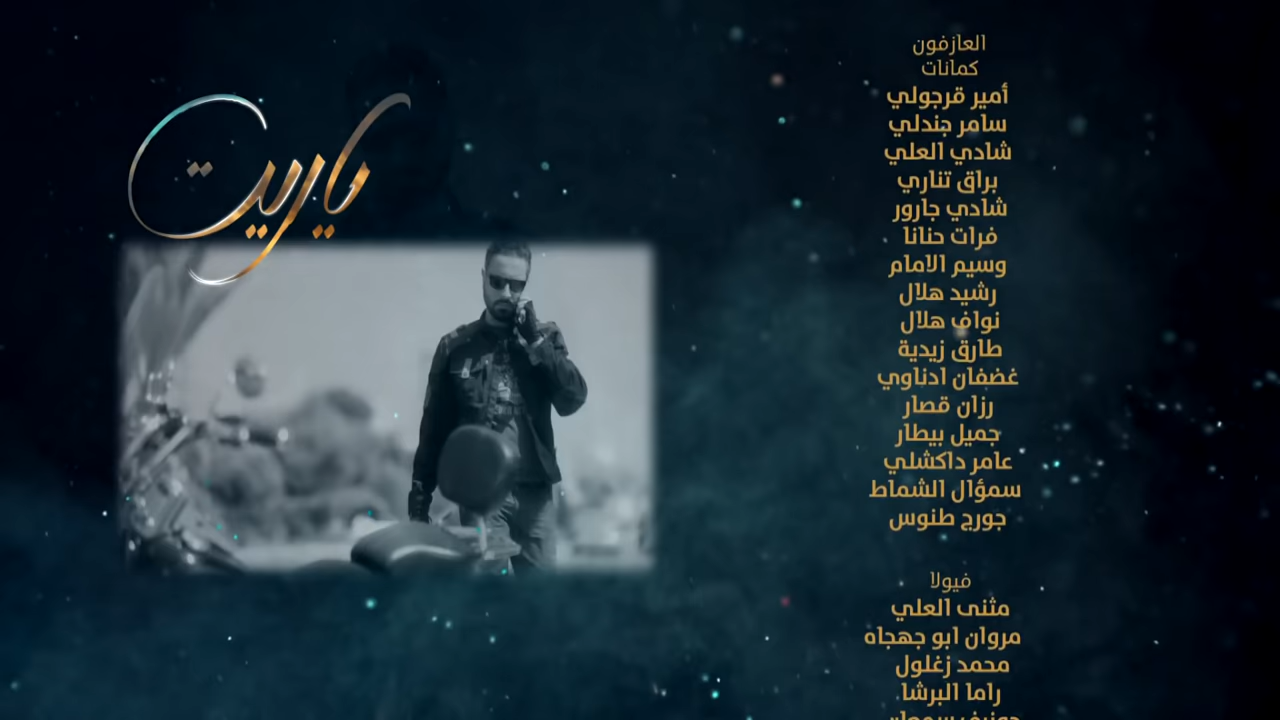 ياريت
العازفون
كمانات
أمير قرجولي
سامر جندلي
شادي العلي
براق تناري
شادي جارور
فرات حنانا
وسيم الامام
رشيد هلال
نواف هلال
طارق زيدية
غضفان ادناوي
رزان قصار
جميل بيطار
عامر داكشلي
سمؤال الشماط
جورج طنوس
فيولا
مثنى العلي
مروان ابو جهجاه
محمد زغلول
راما البرشا